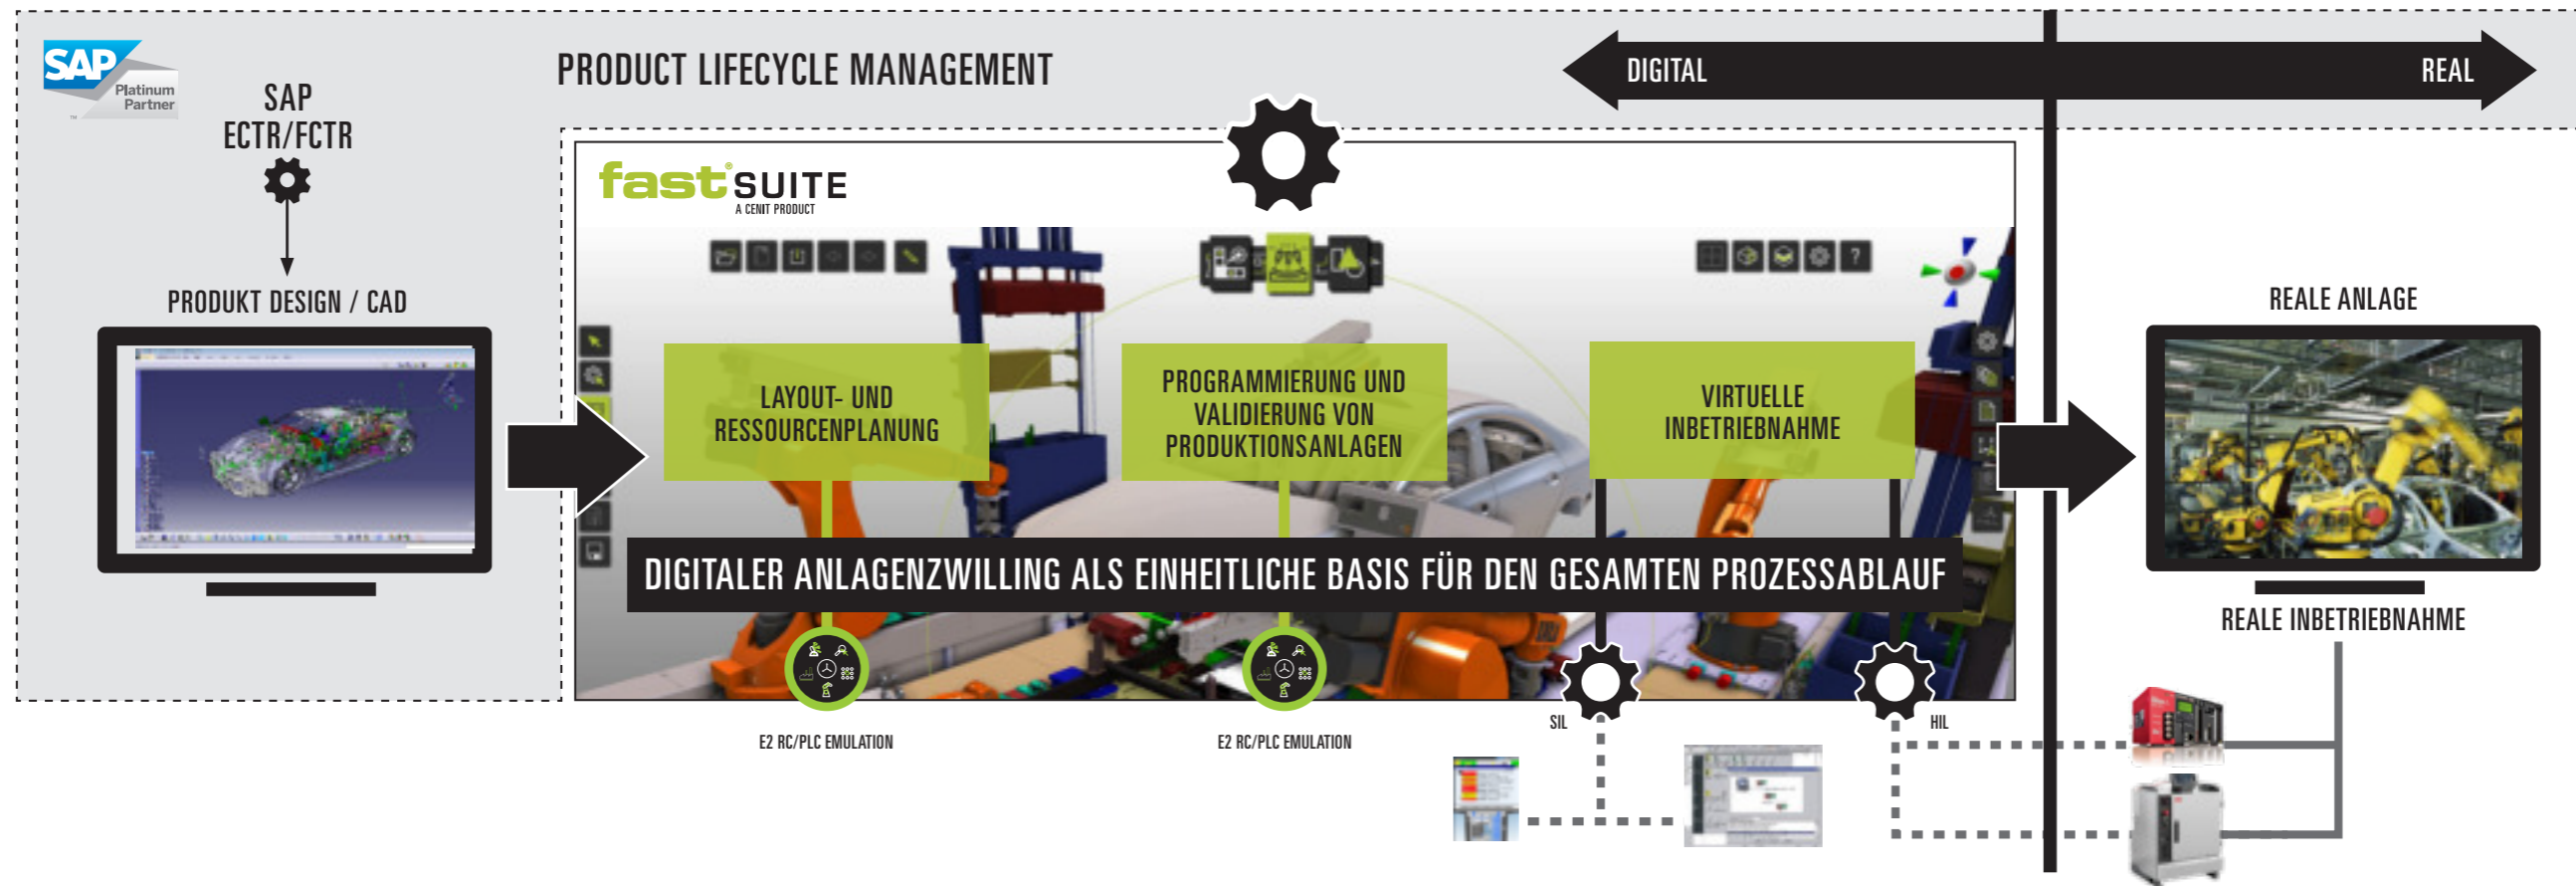 SAP
Platinum
Partner
TM
SAP
ECTR/FCTR
PRODUKT DESIGN / CAD
PRODUCT LIFECYCLE MANAGEMENT
DIGITAL
REAL
fast®SUITE
A CENIT PRODUCT
?
LAYOUT- UND
RESSOURCENPLANUNG
PROGRAMMIERUNG UND
VALIDIERUNG VON
PRODUKTIONSANLAGEN
VIRTUELLE
INBETRIEBNAHME
DIGITALER ANLAGENZWILLING ALS EINHEITLICHE BASIS FÜR DEN GESAMTEN PROZESSABLAUF
E2 RC/PLC EMULATION
E2 RC/PLC EMULATION
SIL
HIL
REALE ANLAGE
REALE INBETRIEBNAHME